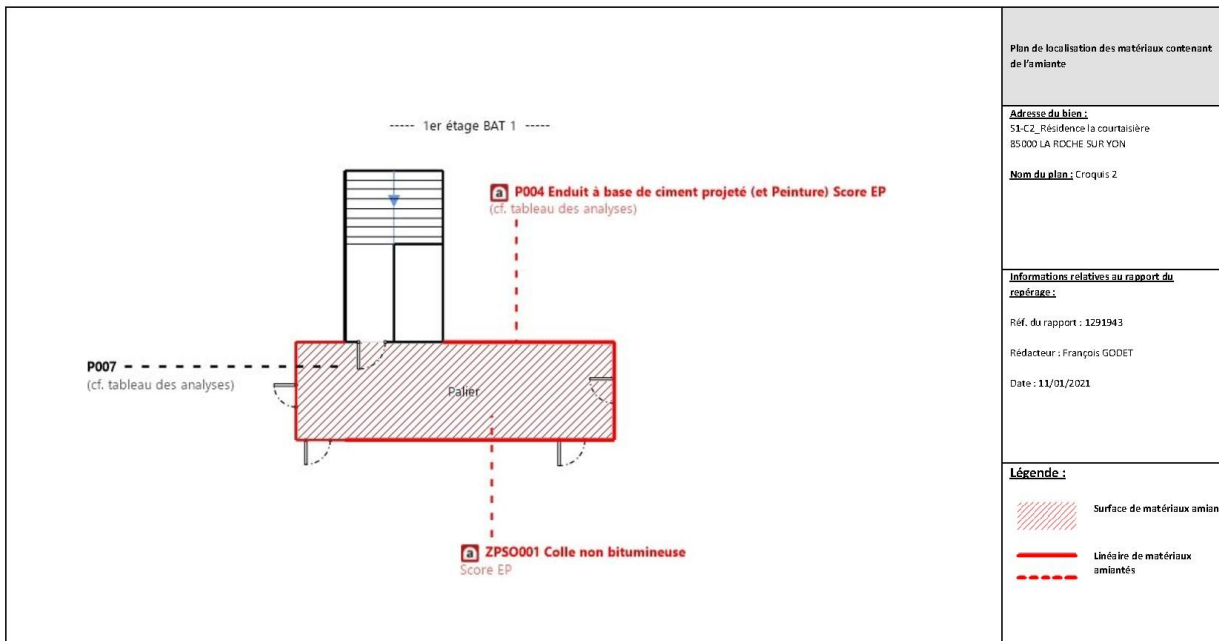 Plan de localisation des matériaux contenant
de l'amiante
Adresse du bien :
S1-C2_Résidence la courtaisière
85000 LA ROCHE SUR YON
Nom du plan : Croquis 2
Informations relatives au rapport du
repérage :
Réf. du rapport : 1291943
Rédacteur : François GODET
Date : 11/01/2021
Légende :
Surface de matériaux amian
Linéaire de matériaux
amiantés
----- 1er étage BAT 1 -----
a P004 Enduit à base de ciment projeté (et Peinture) Score EP
(cf. tableau des analyses)
P007
(cf. tableau des analyses)
Palier
a ZPSO001 Colle non bitumineuse
Score EP